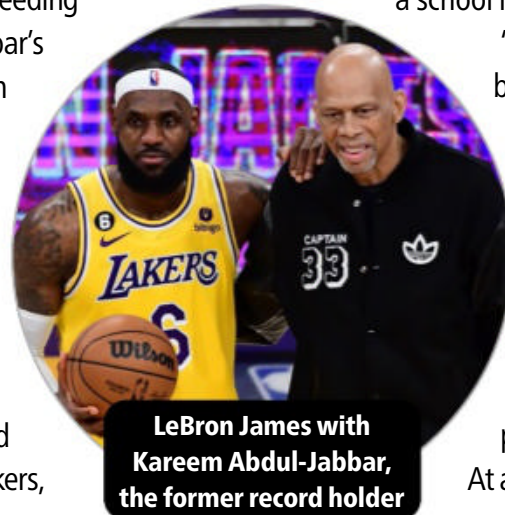 eeding
a school
bar's
LAKERS
6
6
bitsgo
CAPTAIN
33
Wilson
LeBron James with
Kareem Abdul-Jabbar,
the former record holder
kers,
At a